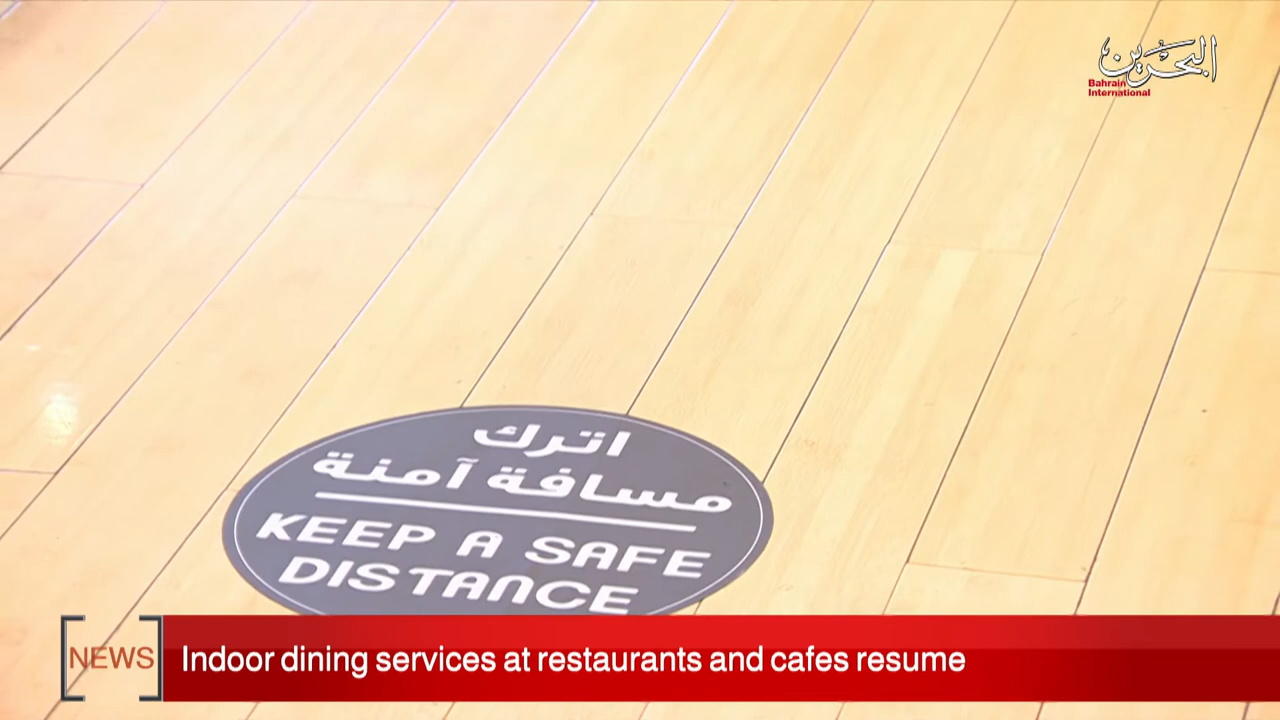 البحرين
Bahrain
International
اترك
مسافة آمنة
KEEP A SAFE
DISTANCE
NEWS
Indoor dining services at restaurants and cafes resume